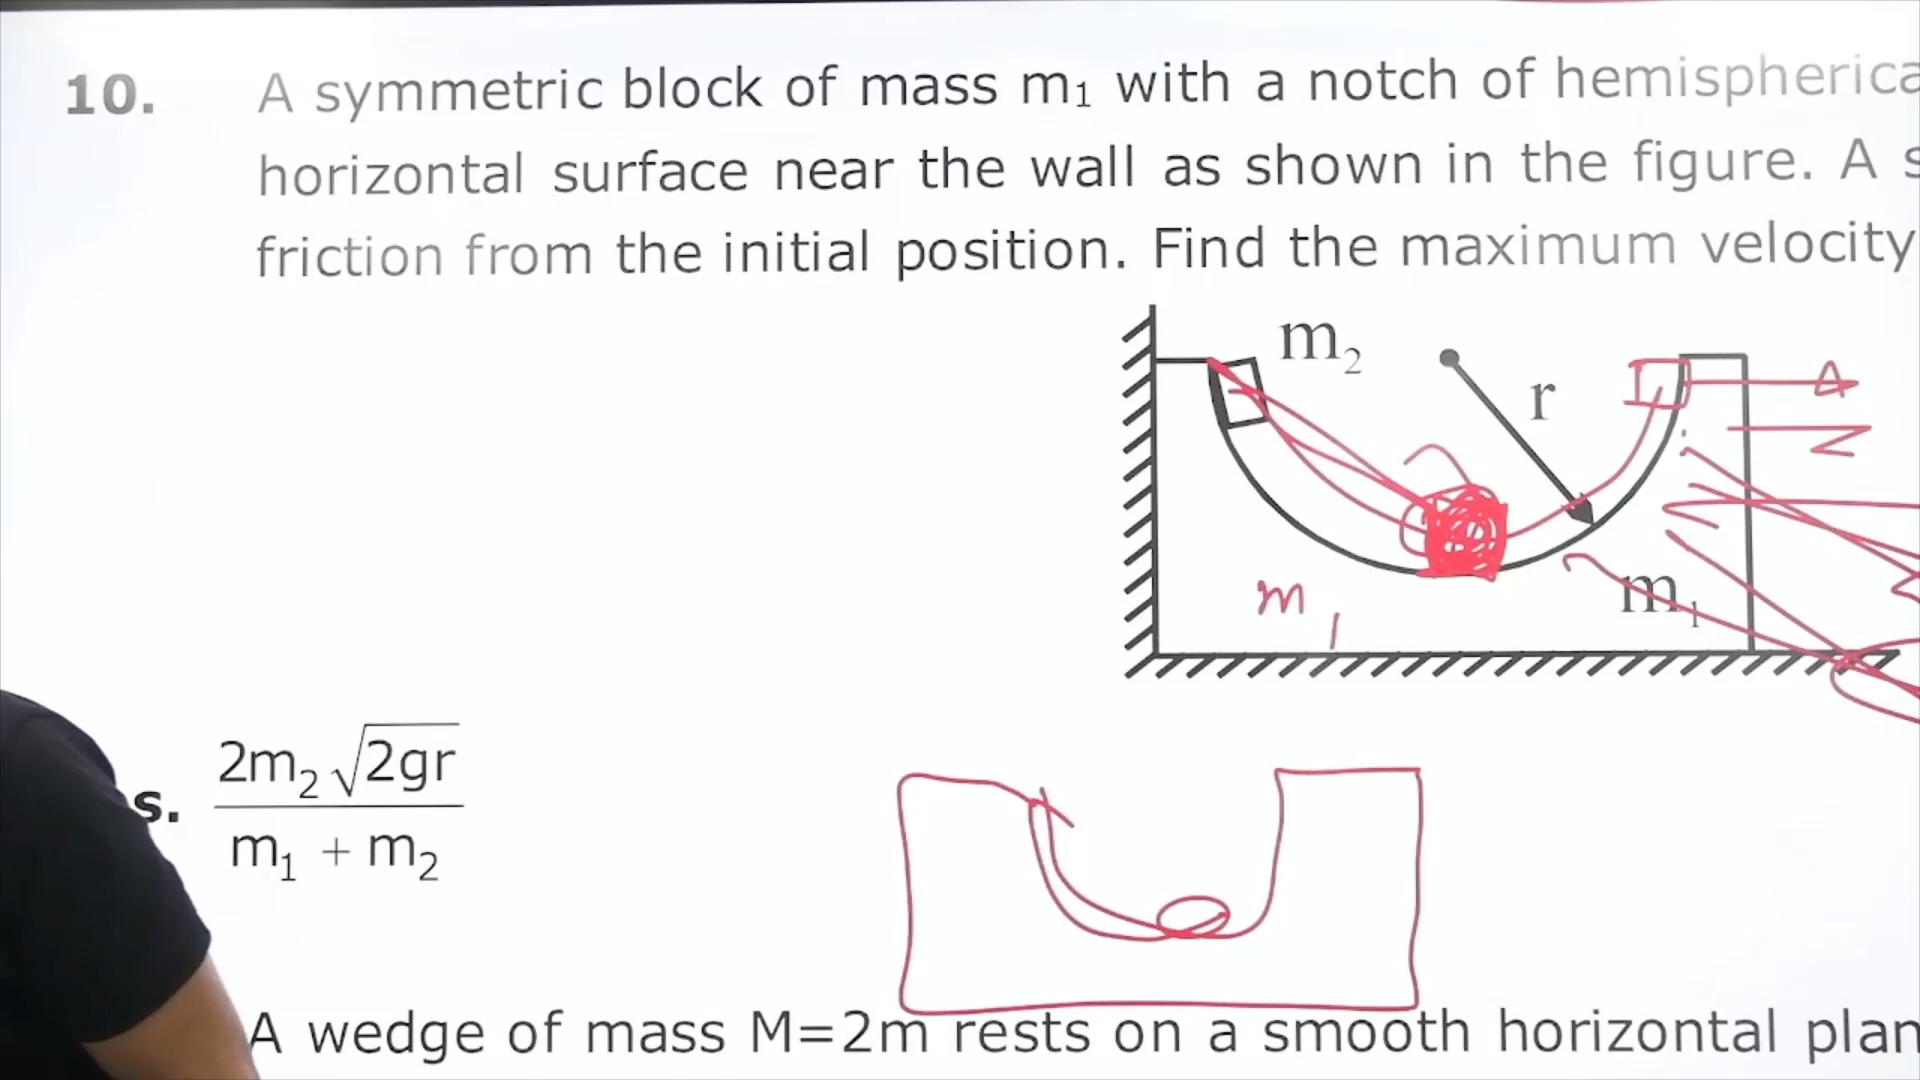 10. A symmetric block of mass m₁ with a notch of hemispherica
horizontal surface near the wall as shown in the figure. A s
friction from the initial position. Find the maximum velocity
m₂
r
m₁
m₁
s. 2m₂√2gr
m₁ + m₂
A wedge of mass M=2m rests on a smooth horizontal plan